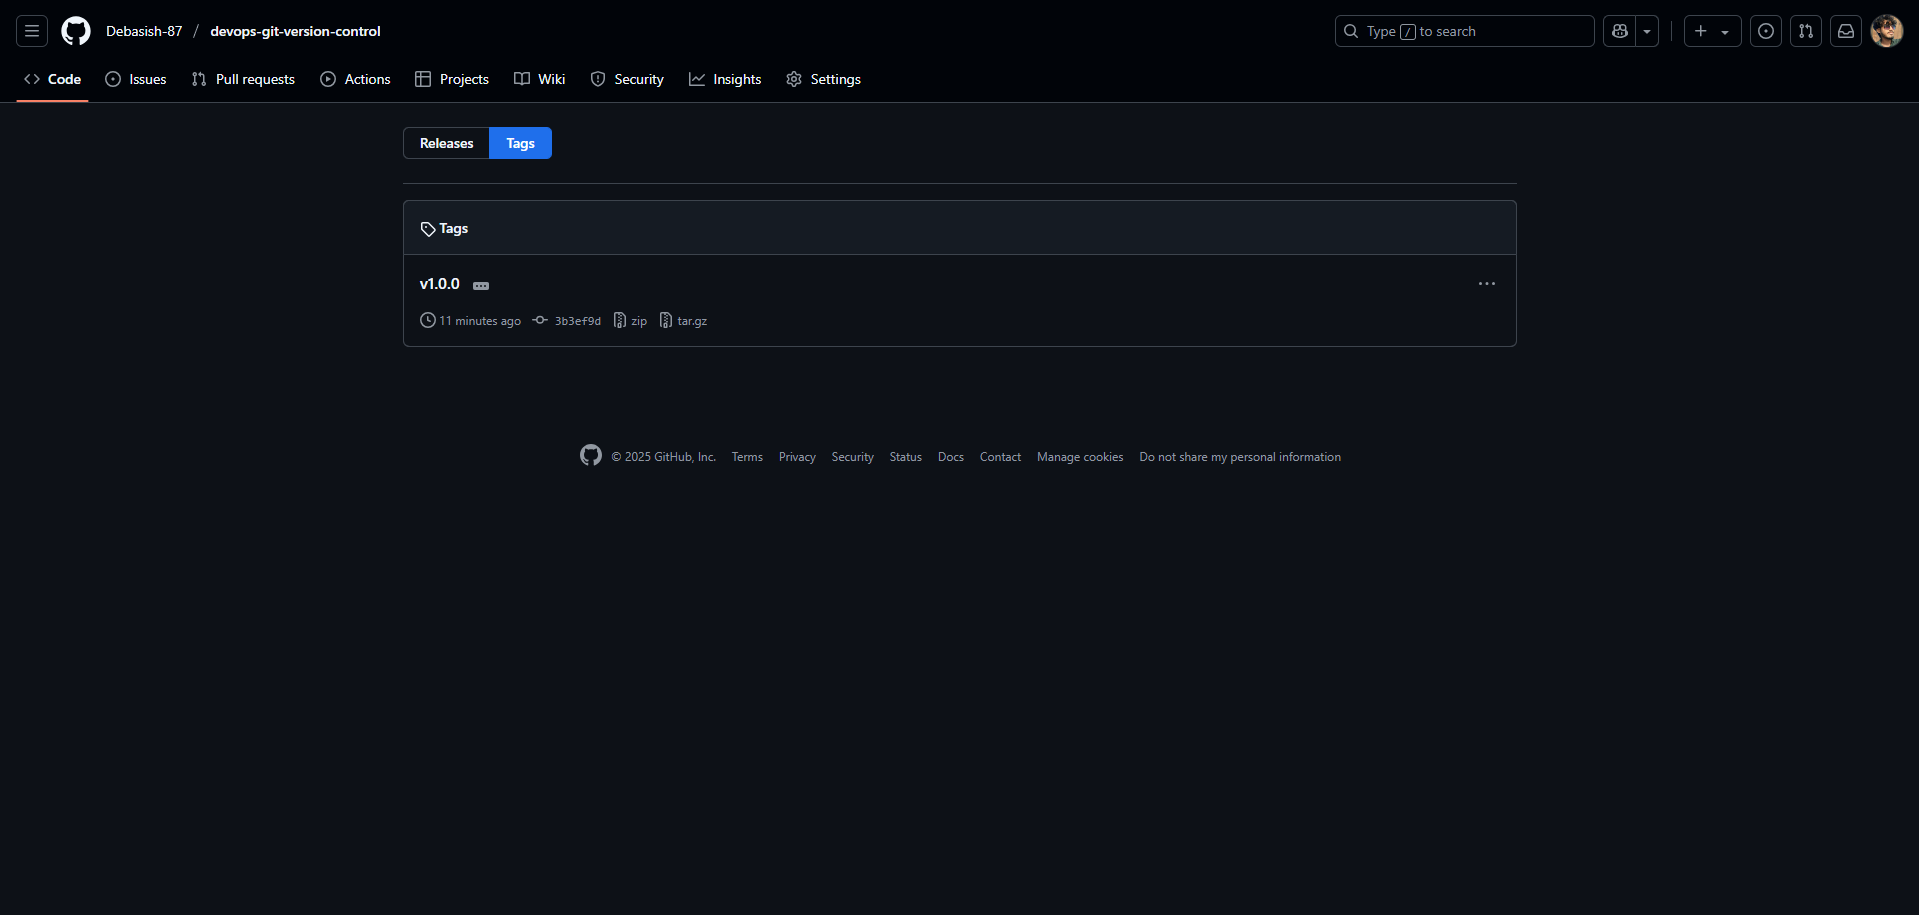 Debasish-87 / devops-git-version-control
Type / to search
Code Issues Pull requests Actions Projects Wiki Security Insights Settings
Releases Tags
Tags
v1.0.0
11 minutes ago 3b3ef9d zip tar.gz
© 2025 GitHub, Inc. Terms Privacy Security Status Docs Contact Manage cookies Do not share my personal information